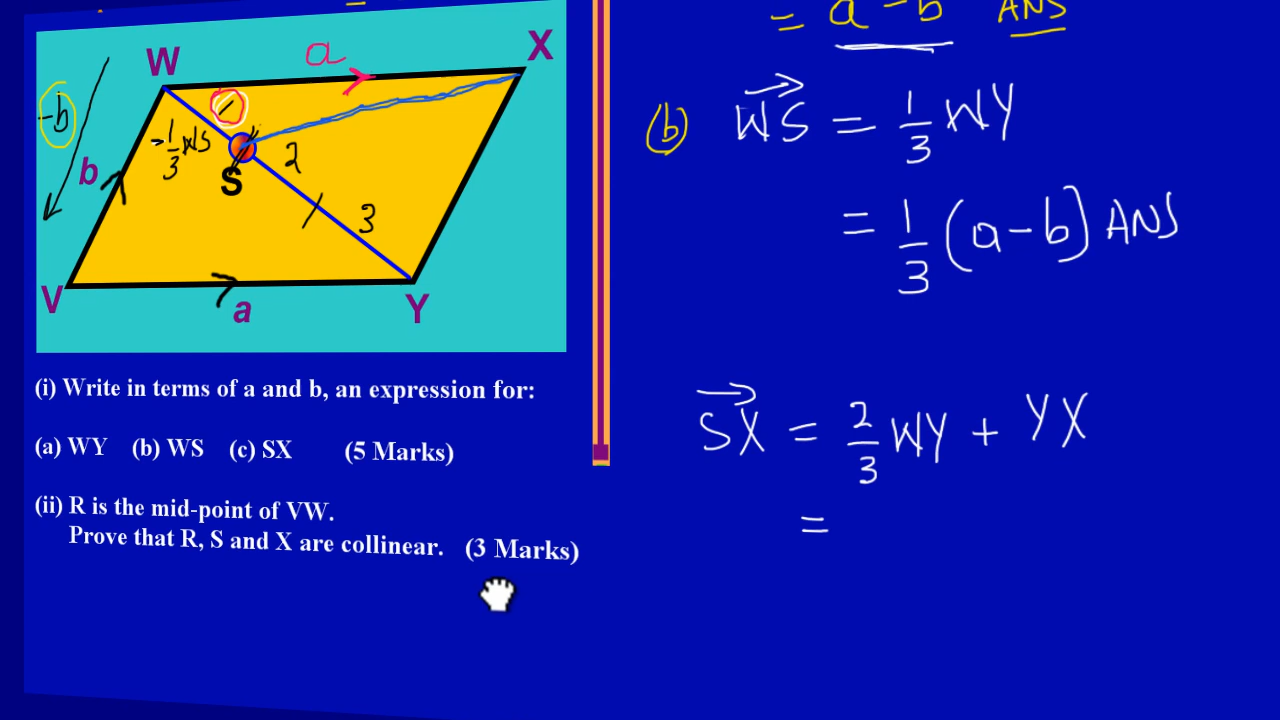 = a - b ANS
W a X
-b
b
- 1/3 WS
S
2
3
V a Y
(b) WS = 1/3 WY
= 1/3 (a - b) ANS
SX = 2/3 WY + YX
=
(i) Write in terms of a and b, an expression for:
(a) WY (b) WS (c) SX (5 Marks)
(ii) R is the mid-point of VW.
Prove that R, S and X are collinear. (3 Marks)